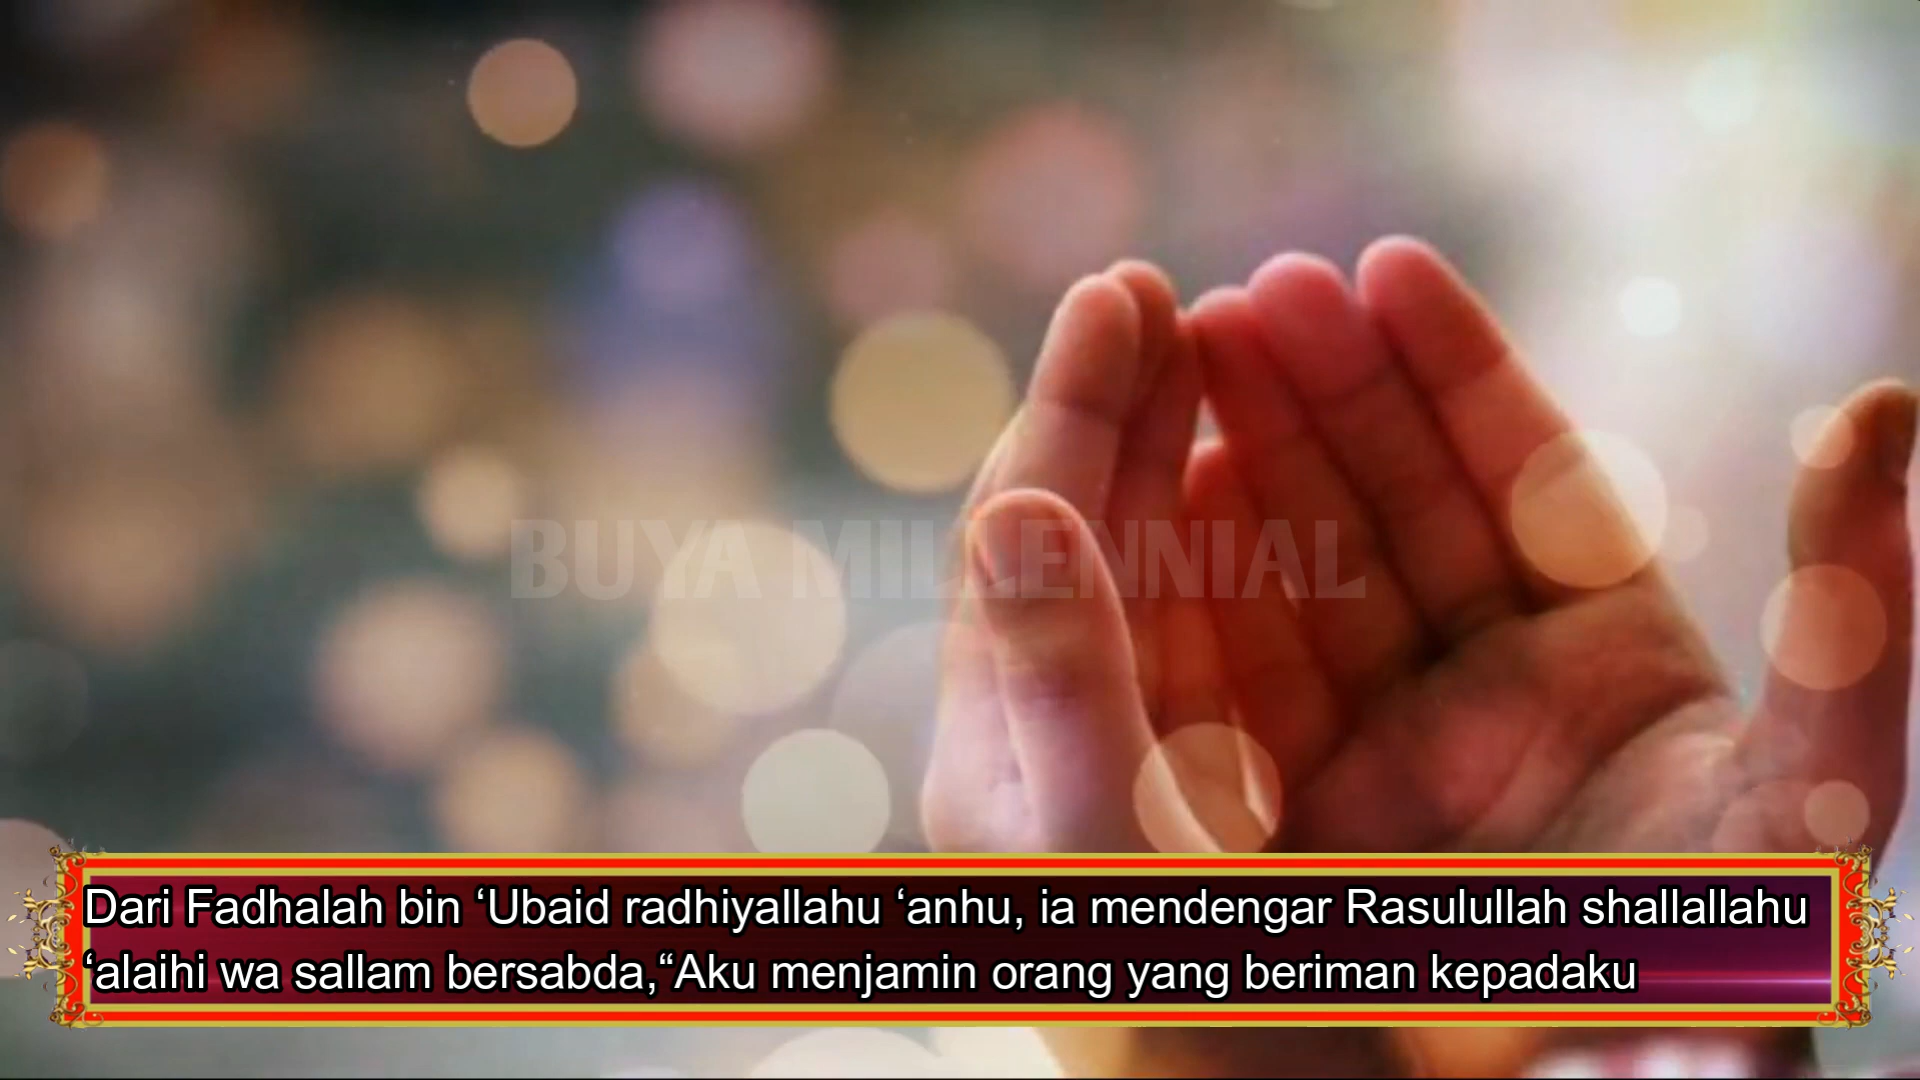 BUYA MILLENNIAL
Dari Fadhalah bin ‘Ubaid radhiyallahu ‘anhu, ia mendengar Rasulullah shallallahu
‘alaihi wa sallam bersabda,“Aku menjamin orang yang beriman kepadaku